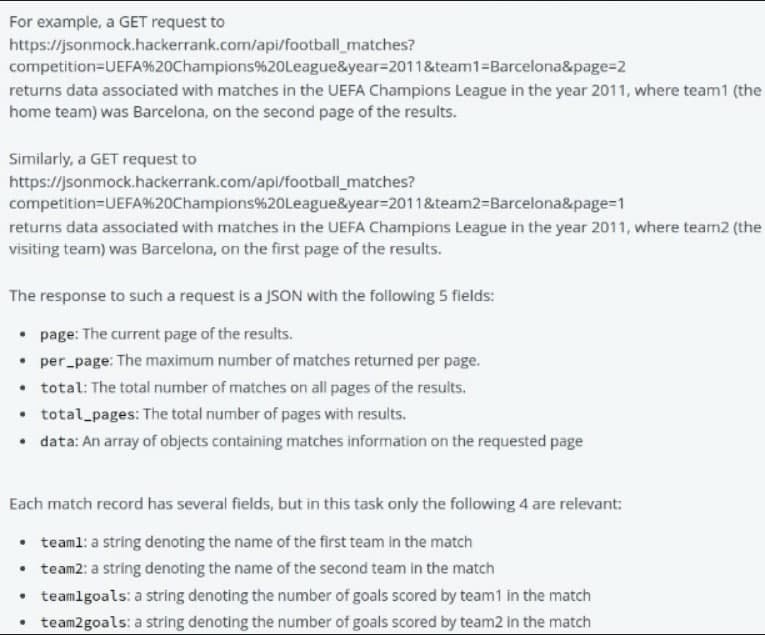 For example, a GET request to
https://jsonmock.hackerrank.com/api/football_matches?
competition=UEFA%20Champions%20League&year=2011&team1=Barcelona&page=2
returns data associated with matches in the UEFA Champions League in the year 2011, where team1 (the
home team) was Barcelona, on the second page of the results.
Similarly, a GET request to
https://jsonmock.hackerrank.com/api/football_matches?
competition=UEFA%20Champions%20League&year=2011&team2=Barcelona&page=1
returns data associated with matches in the UEFA Champions League in the year 2011, where team2 (the
visiting team) was Barcelona, on the first page of the results.
The response to such a request is a JSON with the following 5 fields:
• page: The current page of the results.
• per_page: The maximum number of matches returned per page.
• total: The total number of matches on all pages of the results.
• total_pages: The total number of pages with results.
• data: An array of objects containing matches information on the requested page
Each match record has several fields, but in this task only the following 4 are relevant:
• team1: a string denoting the name of the first team in the match
• team2: a string denoting the name of the second team in the match
• team1goals: a string denoting the number of goals scored by team1 in the match
• team2goals: a string denoting the number of goals scored by team2 in the match